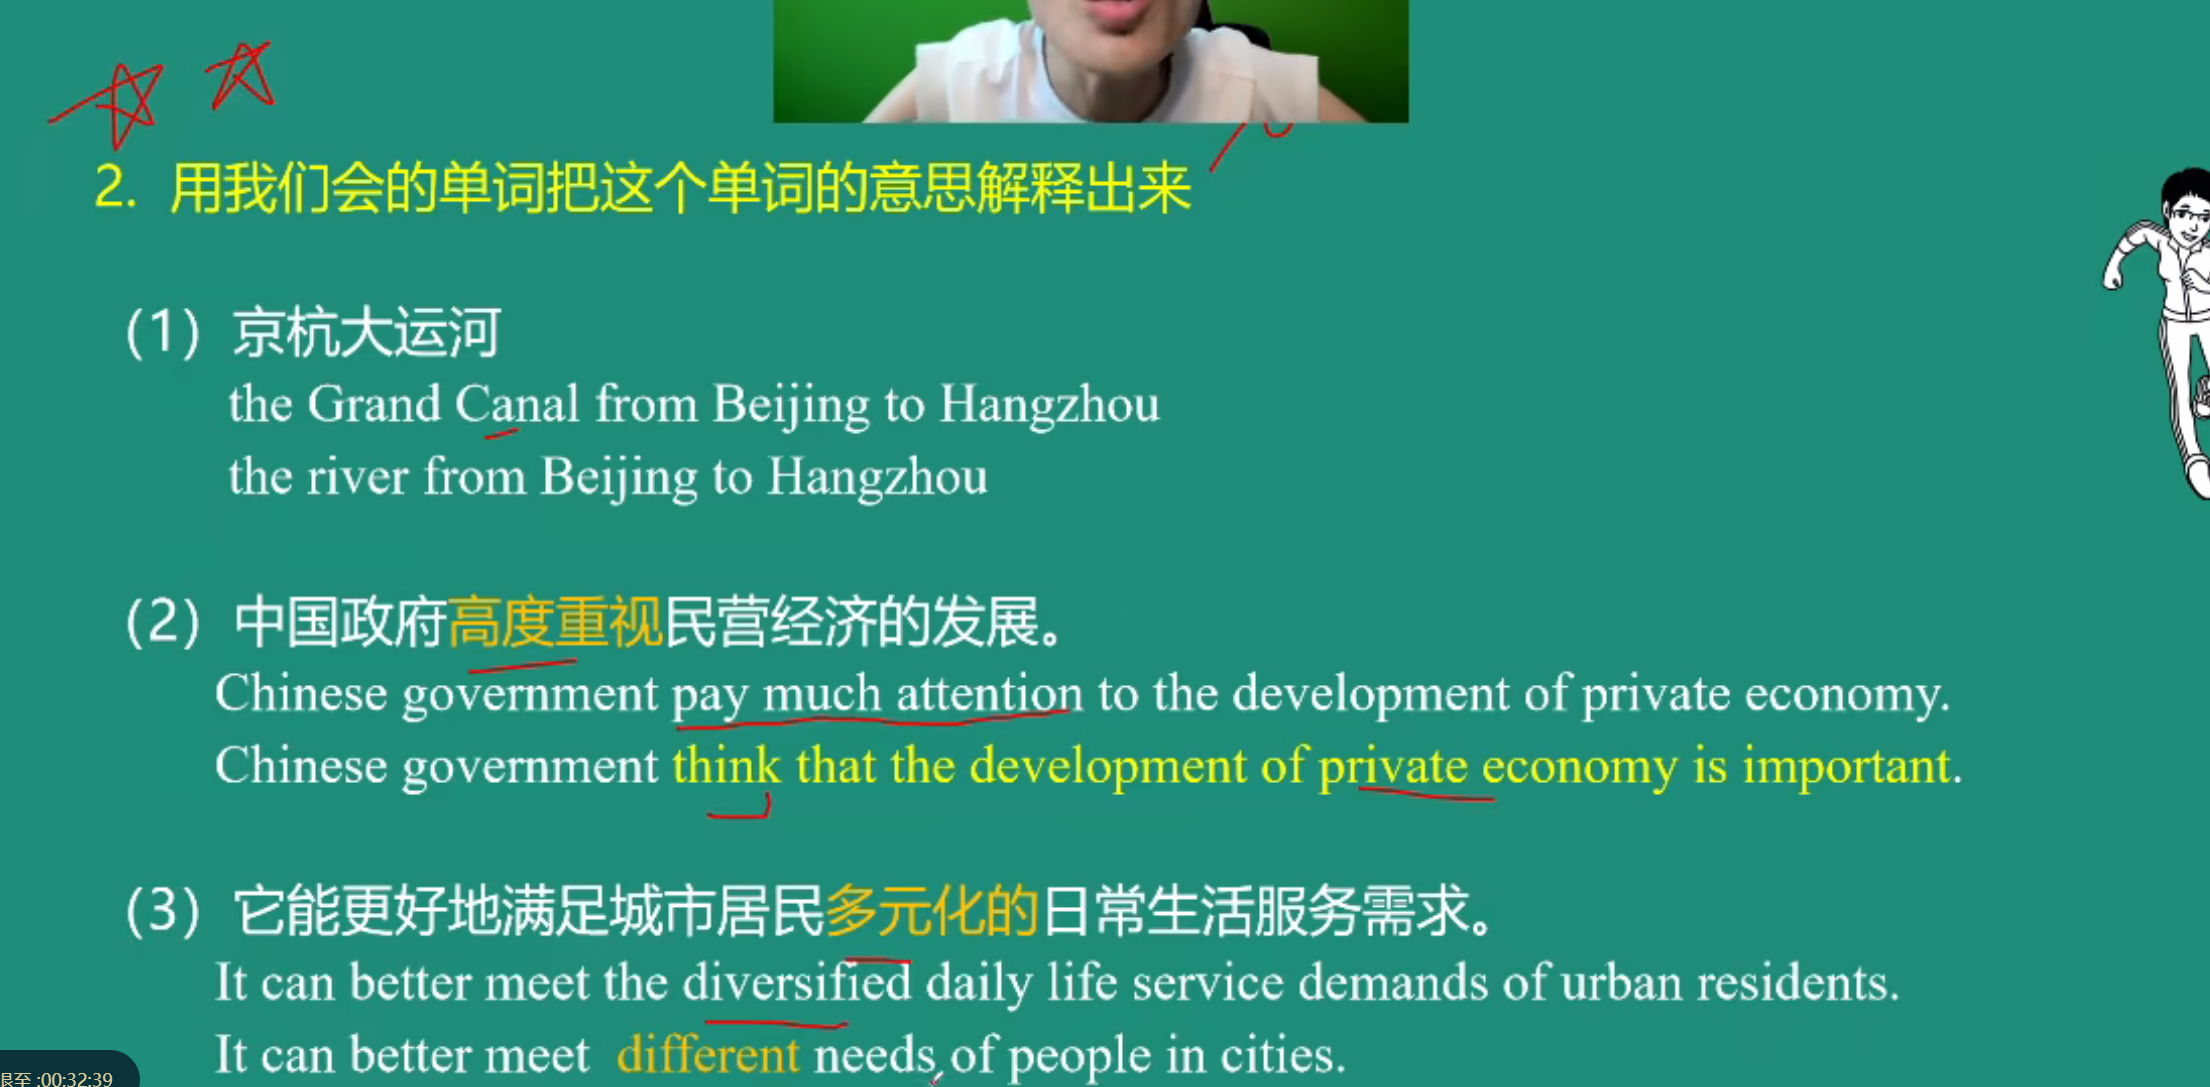 2. 用我们会的单词把这个单词的意思解释出来
(1) 京杭大运河
the Grand Canal from Beijing to Hangzhou
the river from Beijing to Hangzhou
(2) 中国政府高度重视民营经济的发展。
Chinese government pay much attention to the development of private economy.
Chinese government think that the development of private economy is important.
(3) 它能更好地满足城市居民多元化的日常生活服务需求。
It can better meet the diversified daily life service demands of urban residents.
It can better meet different needs of people in cities.
至 :00:32:39